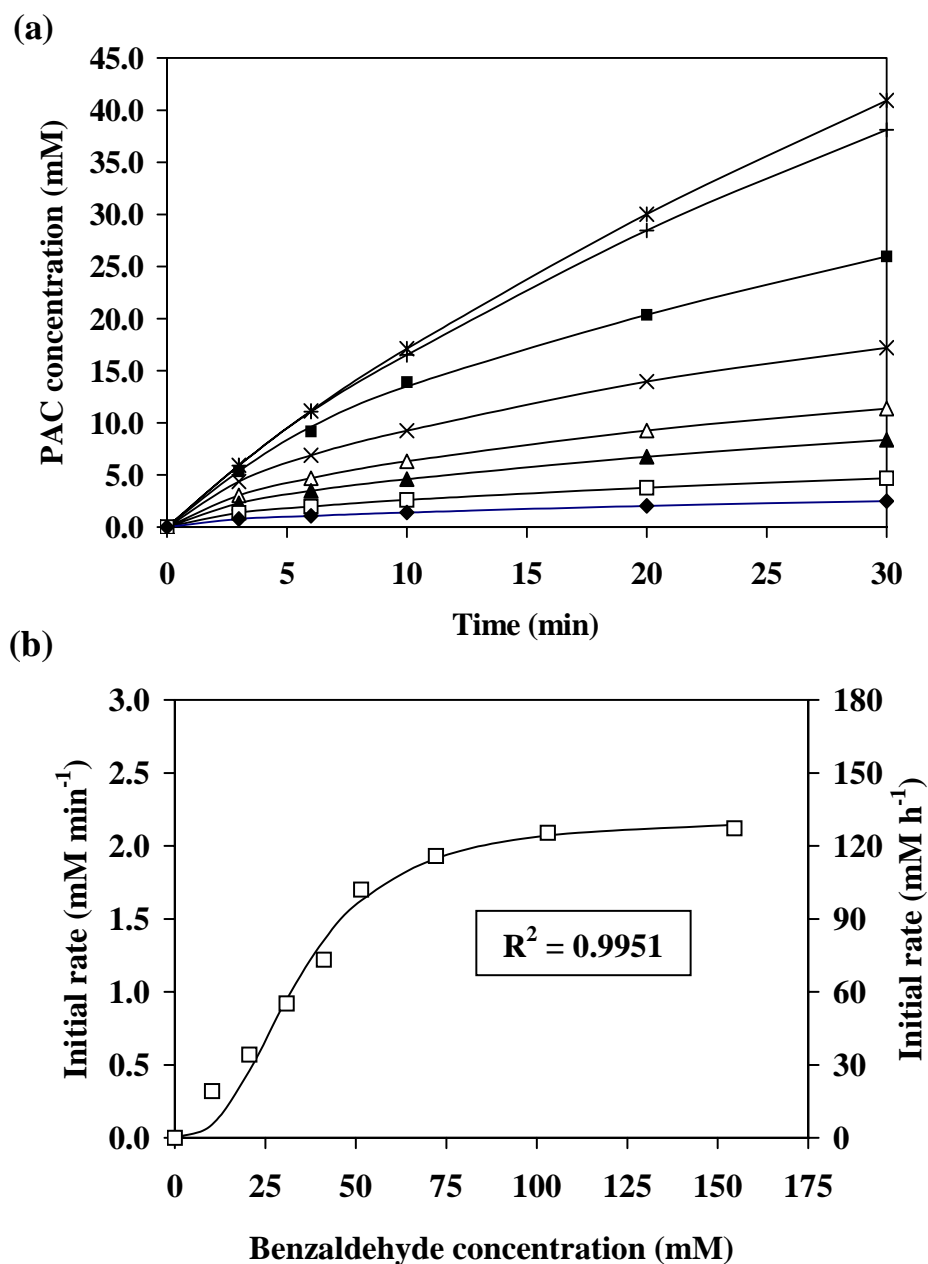 (a)
45.0
40.0
35.0
30.0
25.0
20.0
15.0
10.0
5.0
0.0
PAC concentration (mM)
0 5 10 15 20 25 30
Time (min)
(b)
3.0
2.5
2.0
1.5
1.0
0.5
0.0
Initial rate (mM min⁻¹)
R² = 0.9951
180
150
120
90
60
30
0
Initial rate (mM h⁻¹)
0 25 50 75 100 125 150 175
Benzaldehyde concentration (mM)